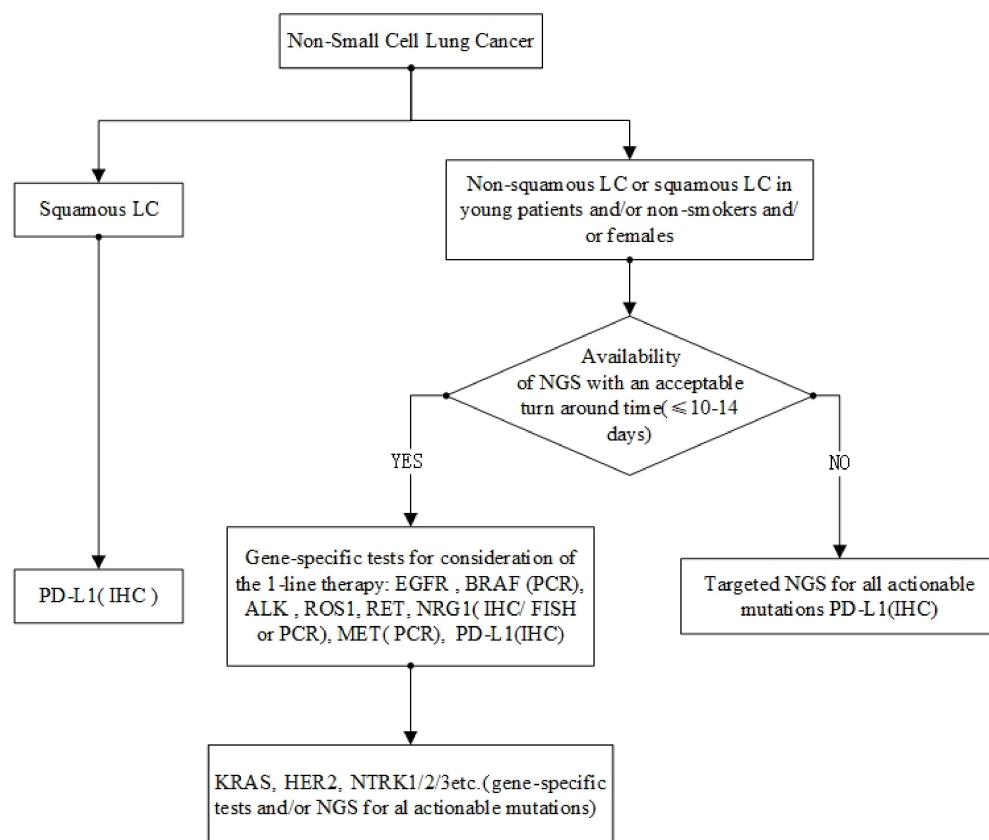 Non-Small Cell Lung Cancer
Squamous LC
Non-squamous LC or squamous LC in
young patients and/or non-smokers and/
or females
Availability
of NGS with an acceptable
turn around time(⩽10-14
days)
YES
NO
Gene-specific tests for consideration of
the 1-line therapy: EGFR , BRAF (PCR),
ALK , ROS1, RET, NRG1( IHC/ FISH
or PCR), MET( PCR), PD-L1(IHC)
Targeted NGS for all actionable
mutations PD-L1(IHC)
PD-L1( IHC )
KRAS, HER2, NTRK1/2/3etc.(gene-specific
tests and/or NGS for al actionable mutations)